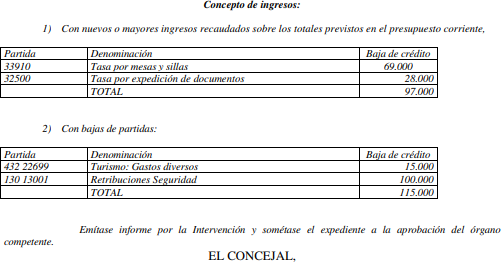 Concepto de ingresos:
1) Con nuevos o mayores ingresos recaudados sobre los totales previstos en el presupuesto corriente,
Partida Denominación Baja de crédito
33910 Tasa por mesas y sillas 69.000
32500 Tasa por expedición de documentos 28.000
TOTAL 97.000
2) Con bajas de partidas:
Partida Denominación Baja de crédito
432 22699 Turismo: Gastos diversos 15.000
130 13001 Retribuciones Seguridad 100.000
TOTAL 115.000
Emítase informe por la Intervención y sométase el expediente a la aprobación del órgano
competente.
EL CONCEJAL,